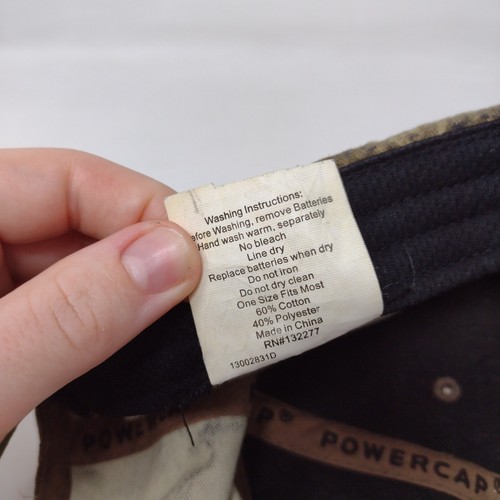 Washing Instructions:
efore Washing, remove Batteries
Hand wash warm, separately
No bleach
Line dry
Replace batteries when dry
Do not iron
Do not dry clean
One Size Fits Most
60% Cotton
40% Polyester
Made in China
RN#132277
13002831D
POWERCAP®
POWERCAP